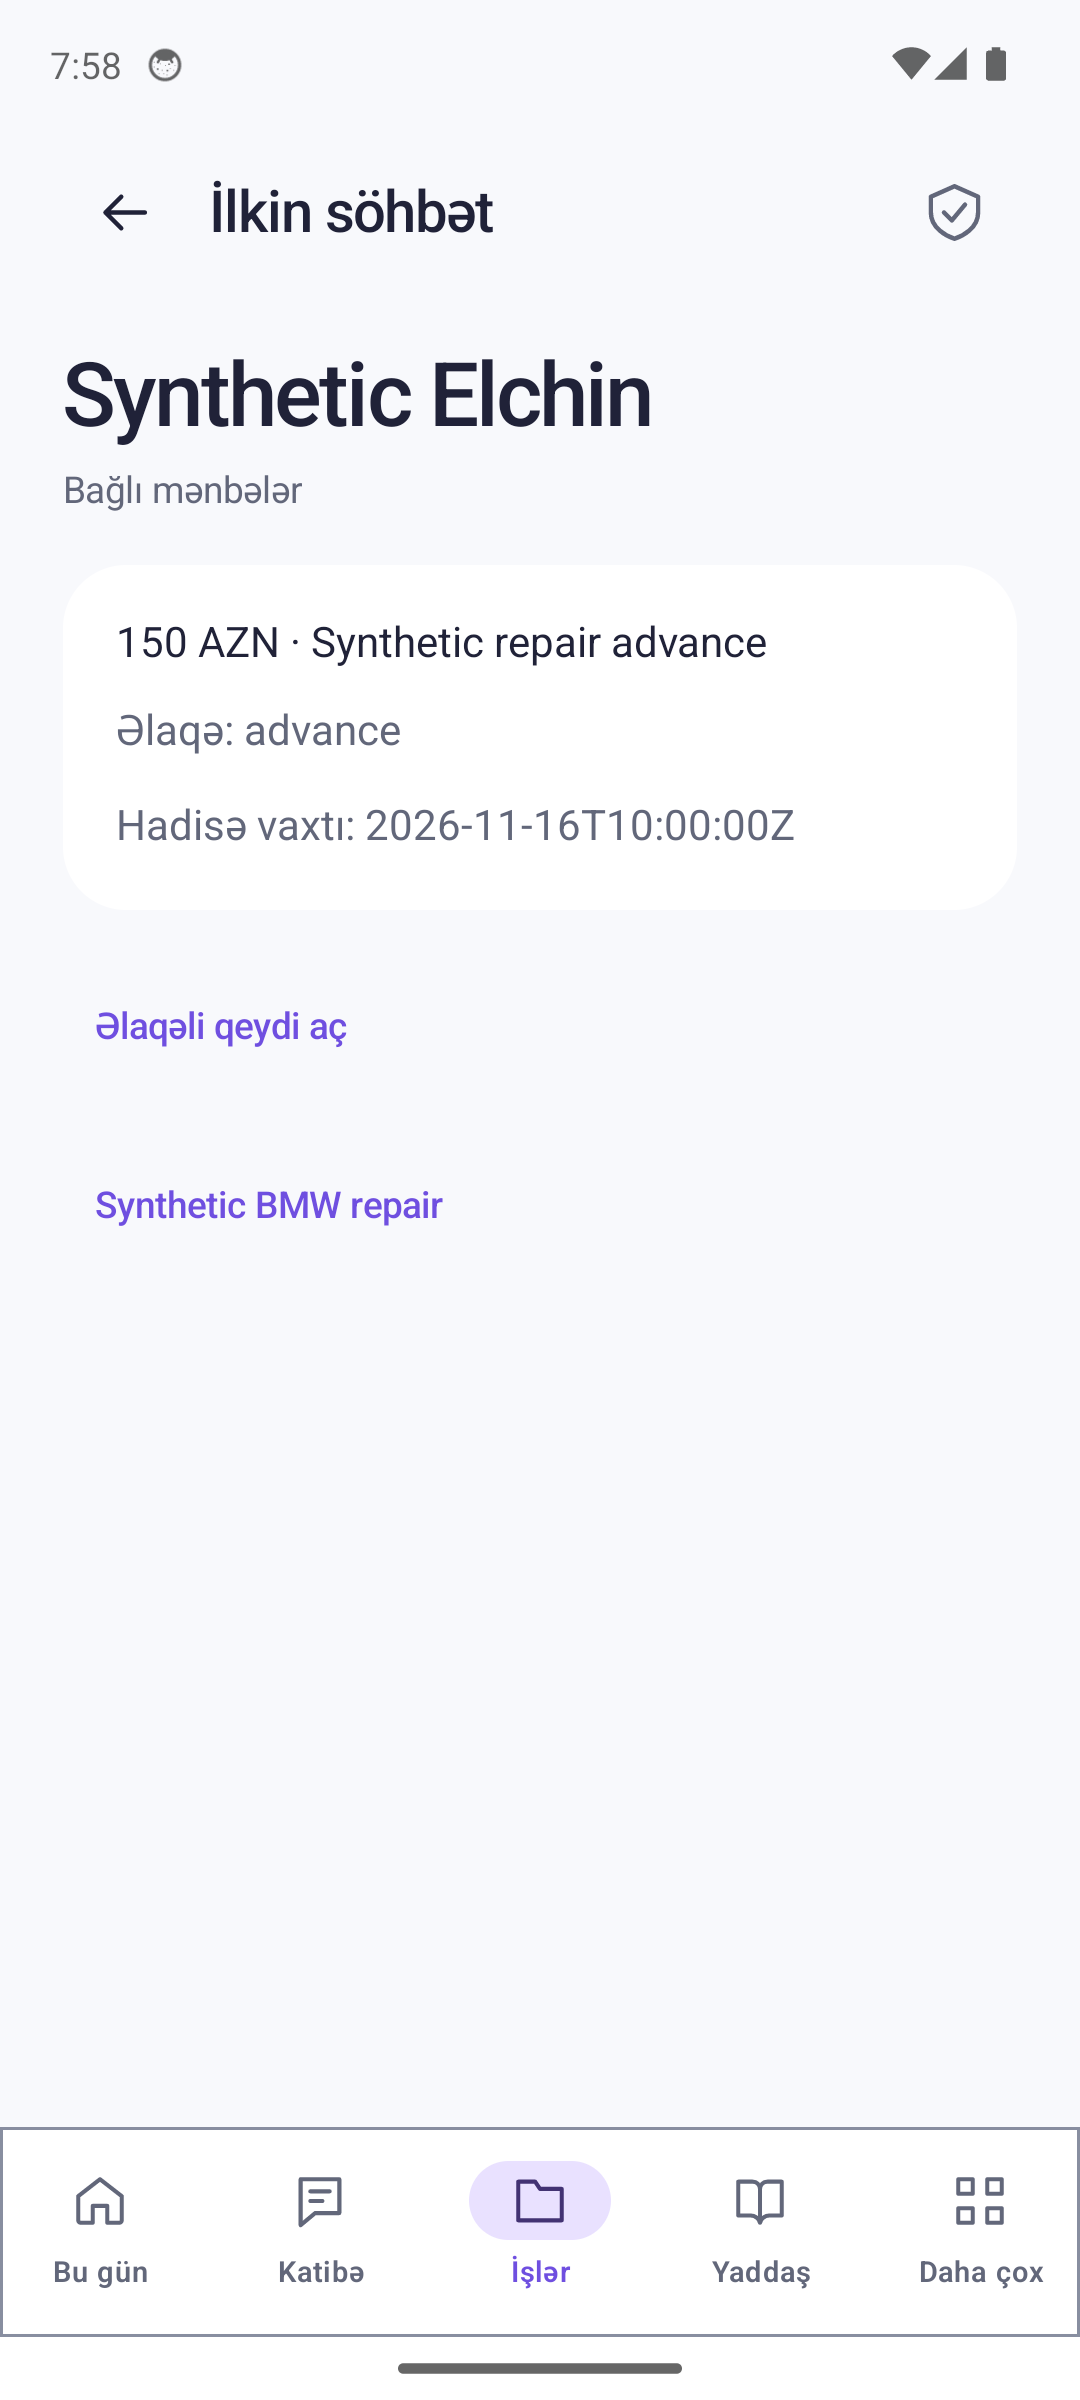 7:58
İlkin söhbət
Synthetic Elchin
Bağlı mənbələr
150 AZN · Synthetic repair advance
Əlaqə: advance
Hadisə vaxtı: 2026-11-16T10:00:00Z
Əlaqəli qeydi aç
Synthetic BMW repair
Bu gün
Katibə
İşlər
Yaddaş
Daha çox